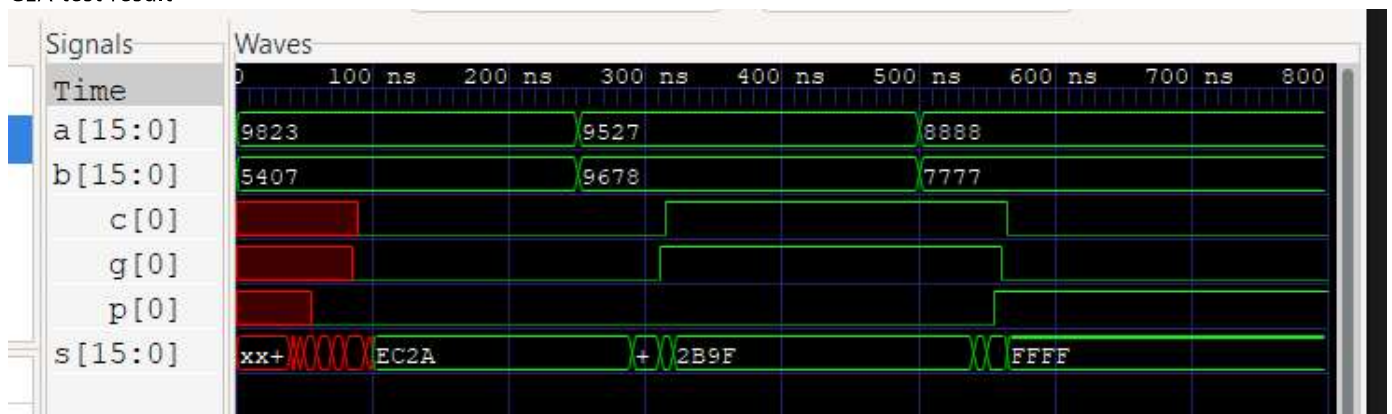 Signals
Waves
0 100 ns 200 ns 300 ns 400 ns 500 ns 600 ns 700 ns 800
Time
a[15:0] 9823 9527 8888
b[15:0] 5407 9678 7777
c[0]
g[0]
p[0]
s[15:0] xx+ EC2A + 2B9F FFFF